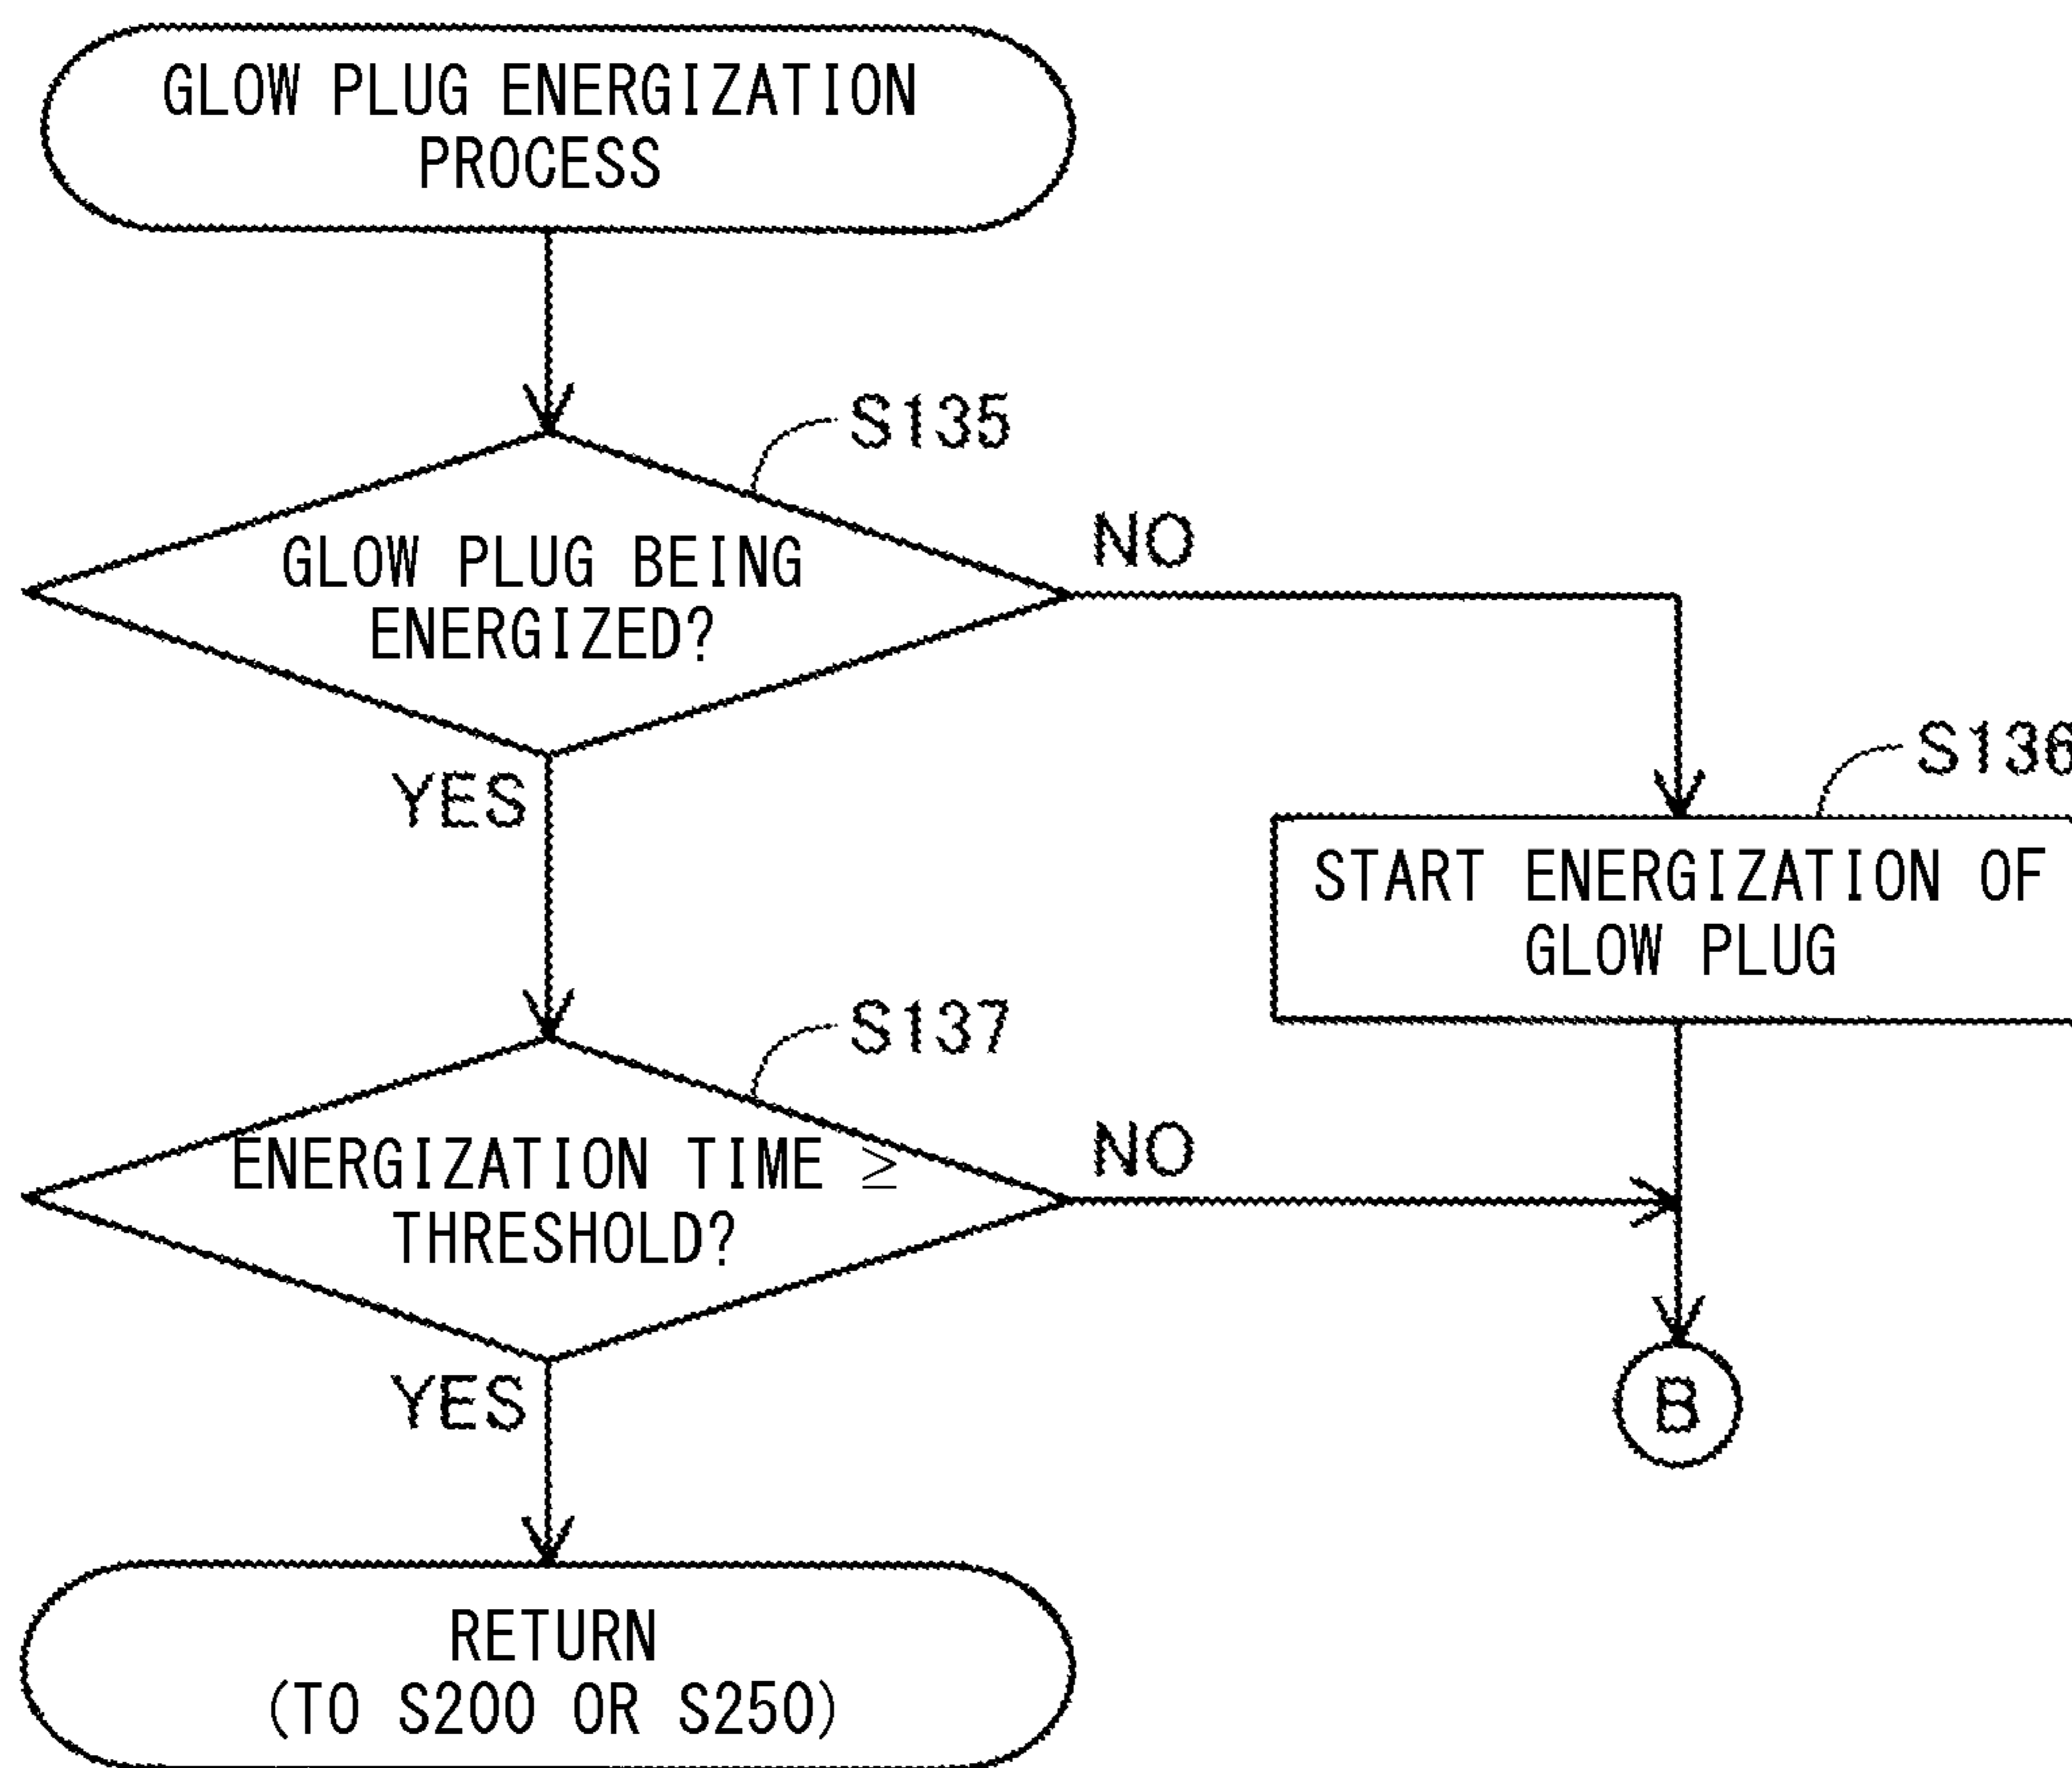 GLOW PLUG ENERGIZATION
PROCESS
S135
GLOW PLUG BEING
ENERGIZED?
NO
YES
S136
START ENERGIZATION OF
GLOW PLUG
S137
ENERGIZATION TIME ≥
THRESHOLD?
NO
YES
B
RETURN
(TO S200 OR S250)